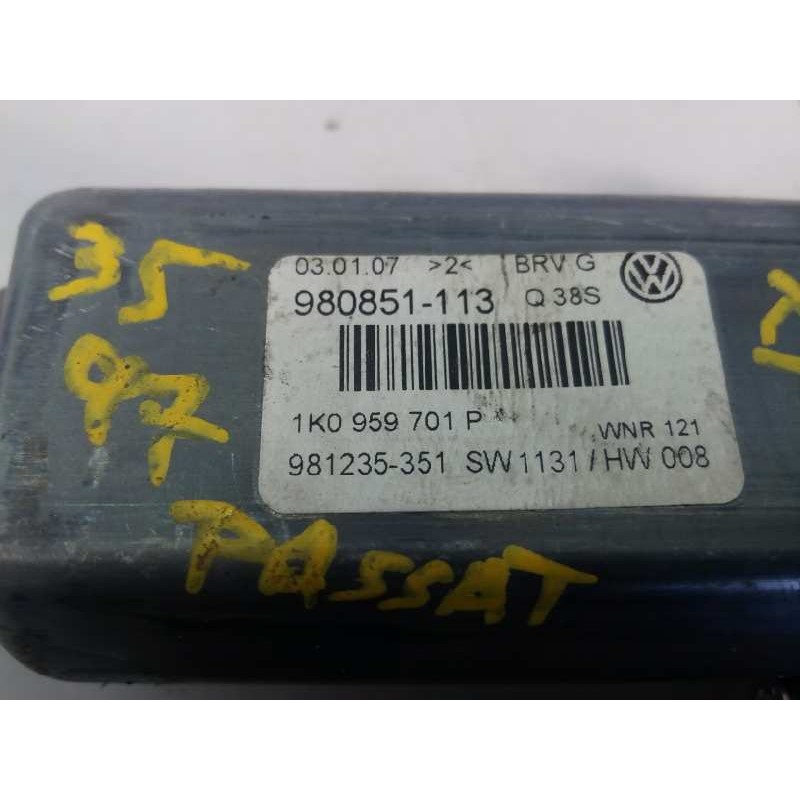 35
97
PASSAT
03.01.07 >2< BRV G
980851-113 Q 38S
1K0 959 701 P
WNR 121
981235-351 SW1131/HW 008